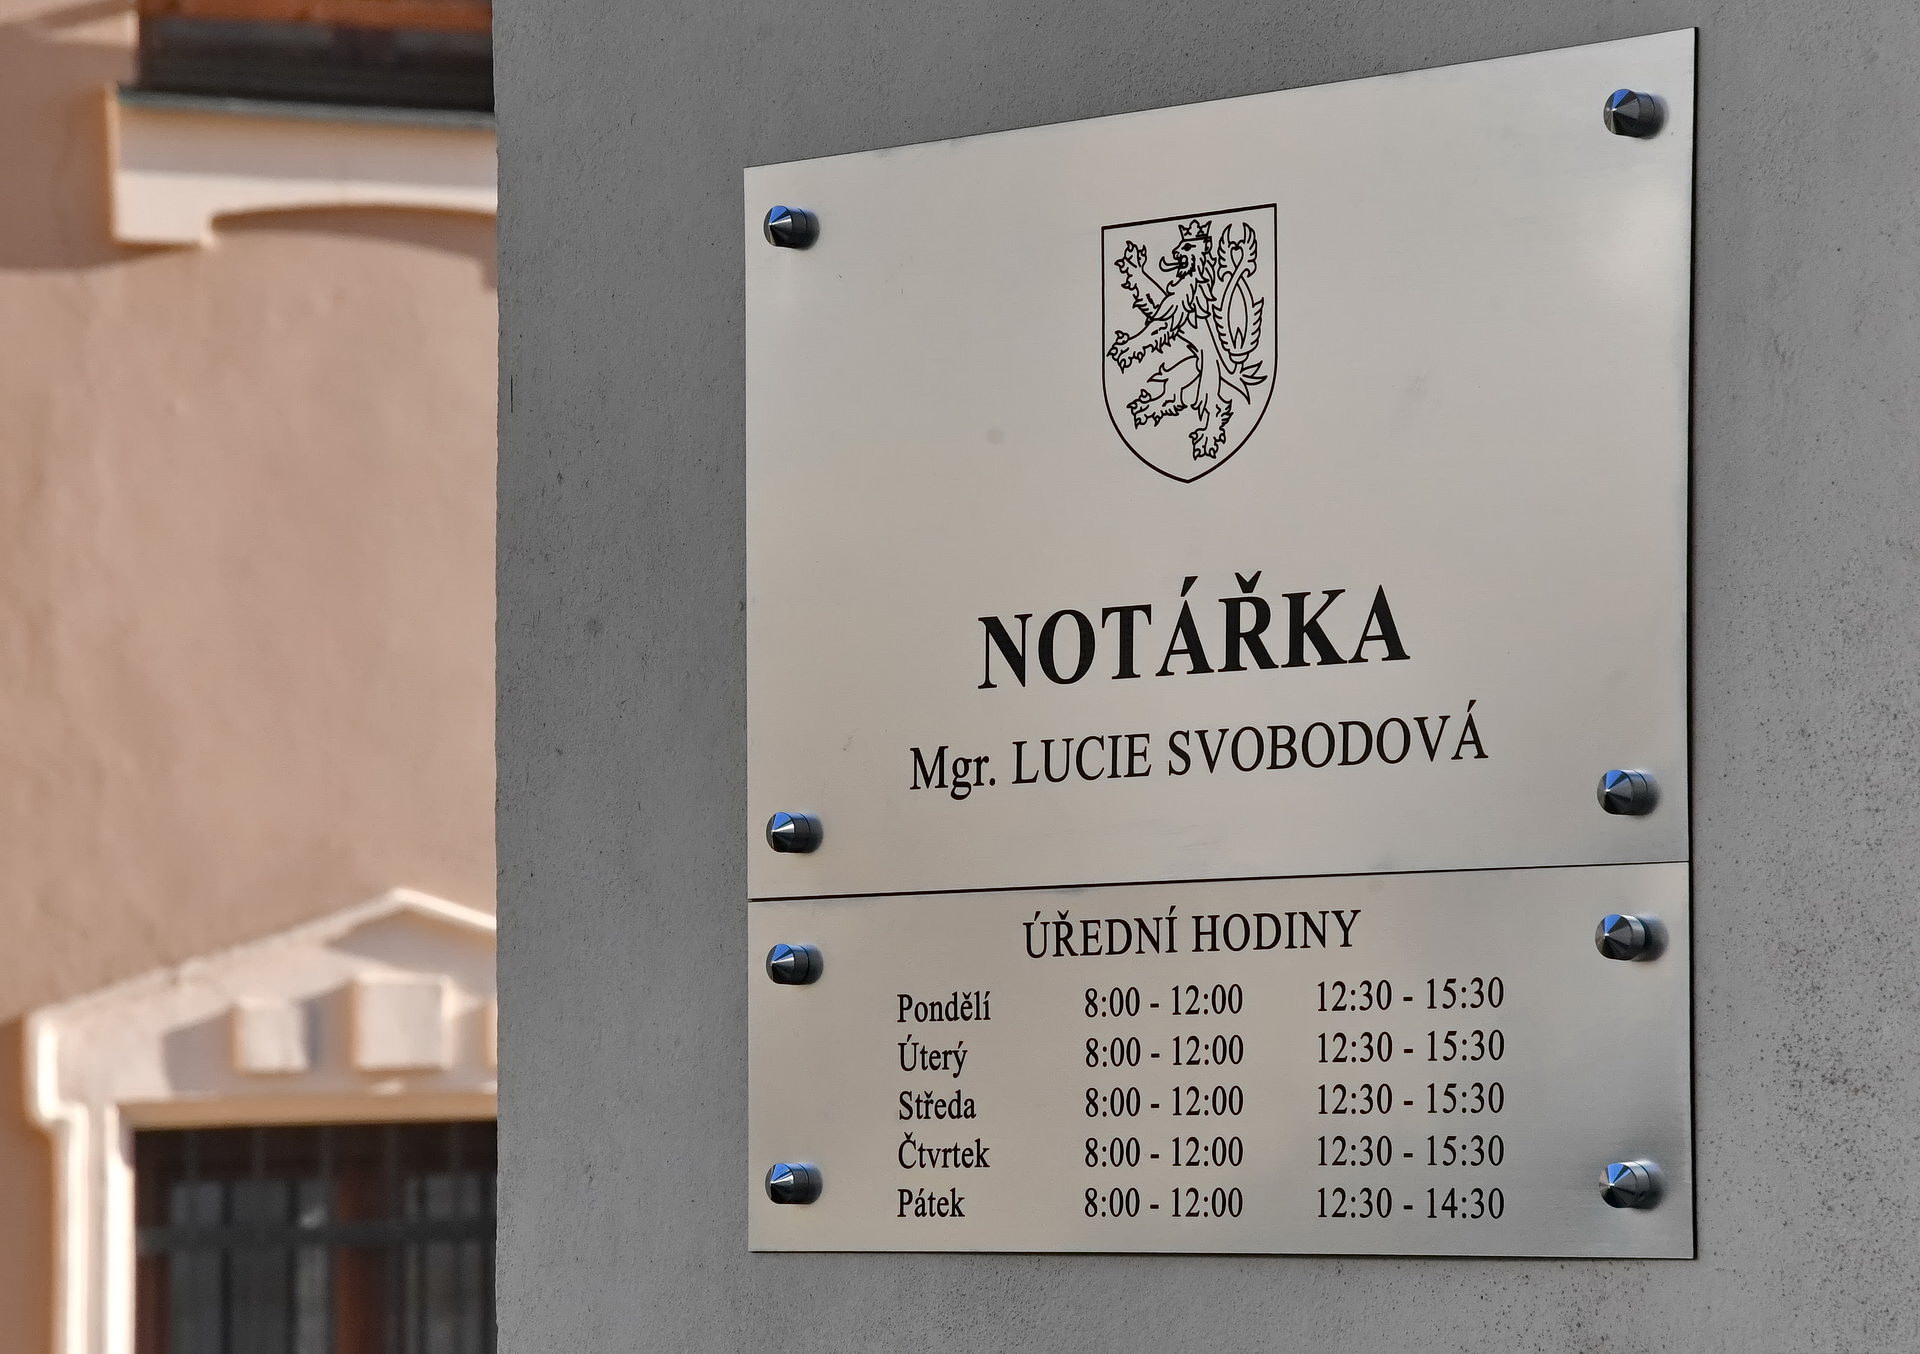 NOTÁŘKA
Mgr. LUCIE SVOBODOVÁ
ÚŘEDNÍ HODINY
Pondělí 8:00 - 12:00 12:30 - 15:30
Úterý 8:00 - 12:00 12:30 - 15:30
Středa 8:00 - 12:00 12:30 - 15:30
Čtvrtek 8:00 - 12:00 12:30 - 15:30
Pátek 8:00 - 12:00 12:30 - 14:30